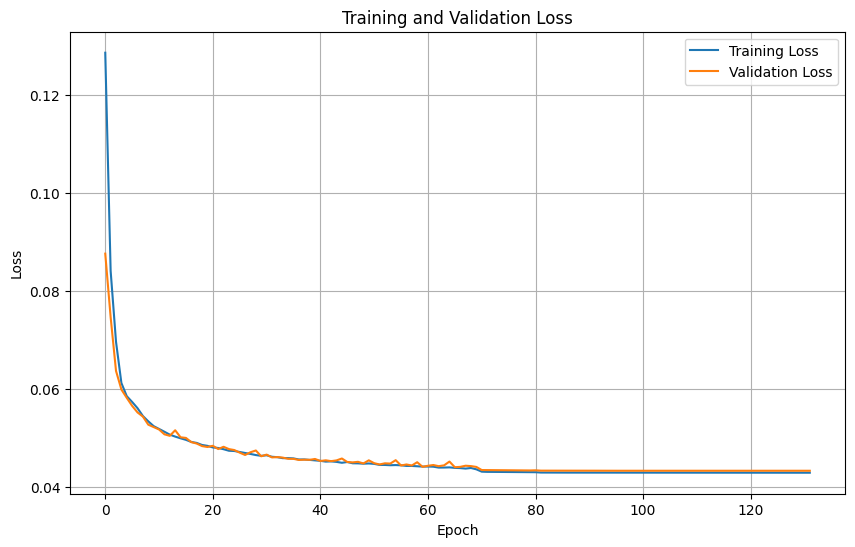 Training and Validation Loss
Training Loss
Validation Loss
0.12
0.10
0.08
0.06
0.04
Loss
0 20 40 60 80 100 120
Epoch